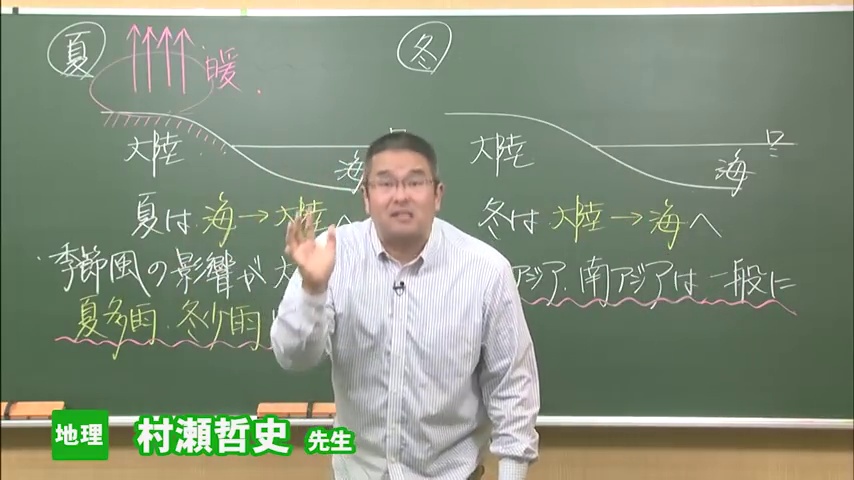 夏
冬
暖
大陸
海
大陸
海
夏は 海→大陸へ
冬は 大陸→海へ
季節風の影響が大
アジア.南アジアは一般に
夏多雨.冬少雨
地理 村瀬哲史 先生